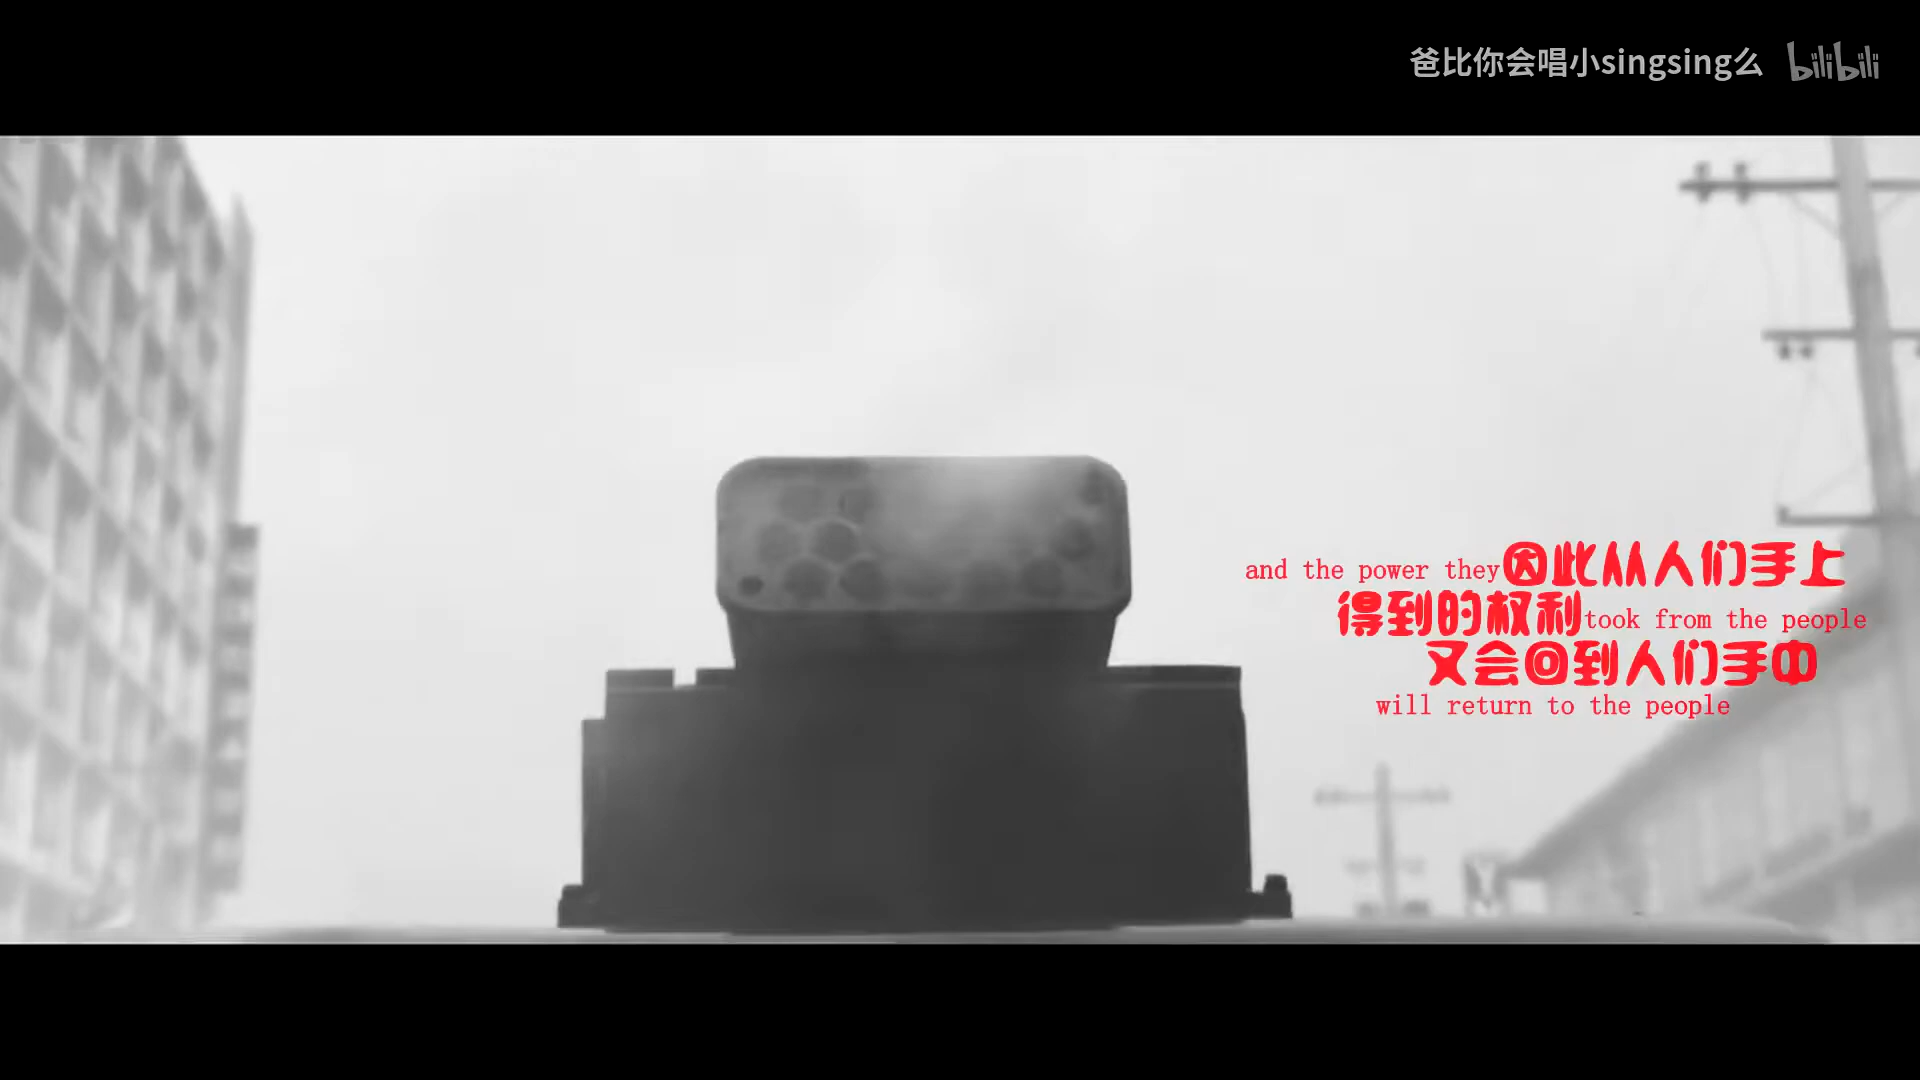 爸比你会唱小singsing么 bilibili
and the power they因此从人们手上
得到的权利took from the people
又会回到人们手中
will return to the people